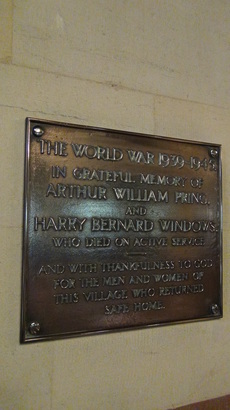 THE WORLD WAR 1939-1945
IN GRATEFUL MEMORY OF
ARTHUR WILLIAM PRINCE
AND
HARRY BERNARD WINDOWS,
WHO DIED ON ACTIVE SERVICE
AND WITH THANKFULNESS TO GOD
FOR THE MEN AND WOMEN OF
THIS VILLAGE WHO RETURNED
SAFE HOME.